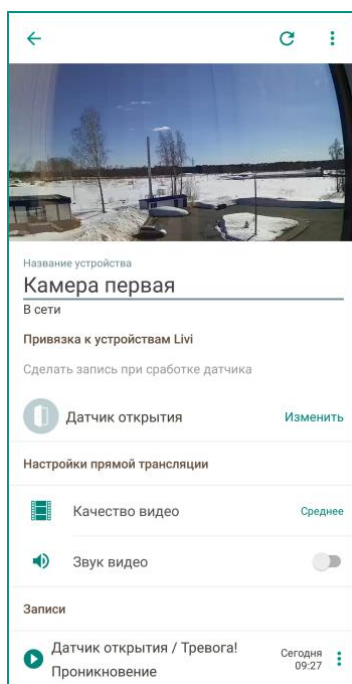 Название устройства
Камера первая
В сети
Привязка к устройствам Livi
Сделать запись при сработке датчика
Датчик открытия Изменить
Настройки прямой трансляции
Качество видео Среднее
Звук видео
Записи
Датчик открытия / Тревога! Сегодня
Проникновение 09:27